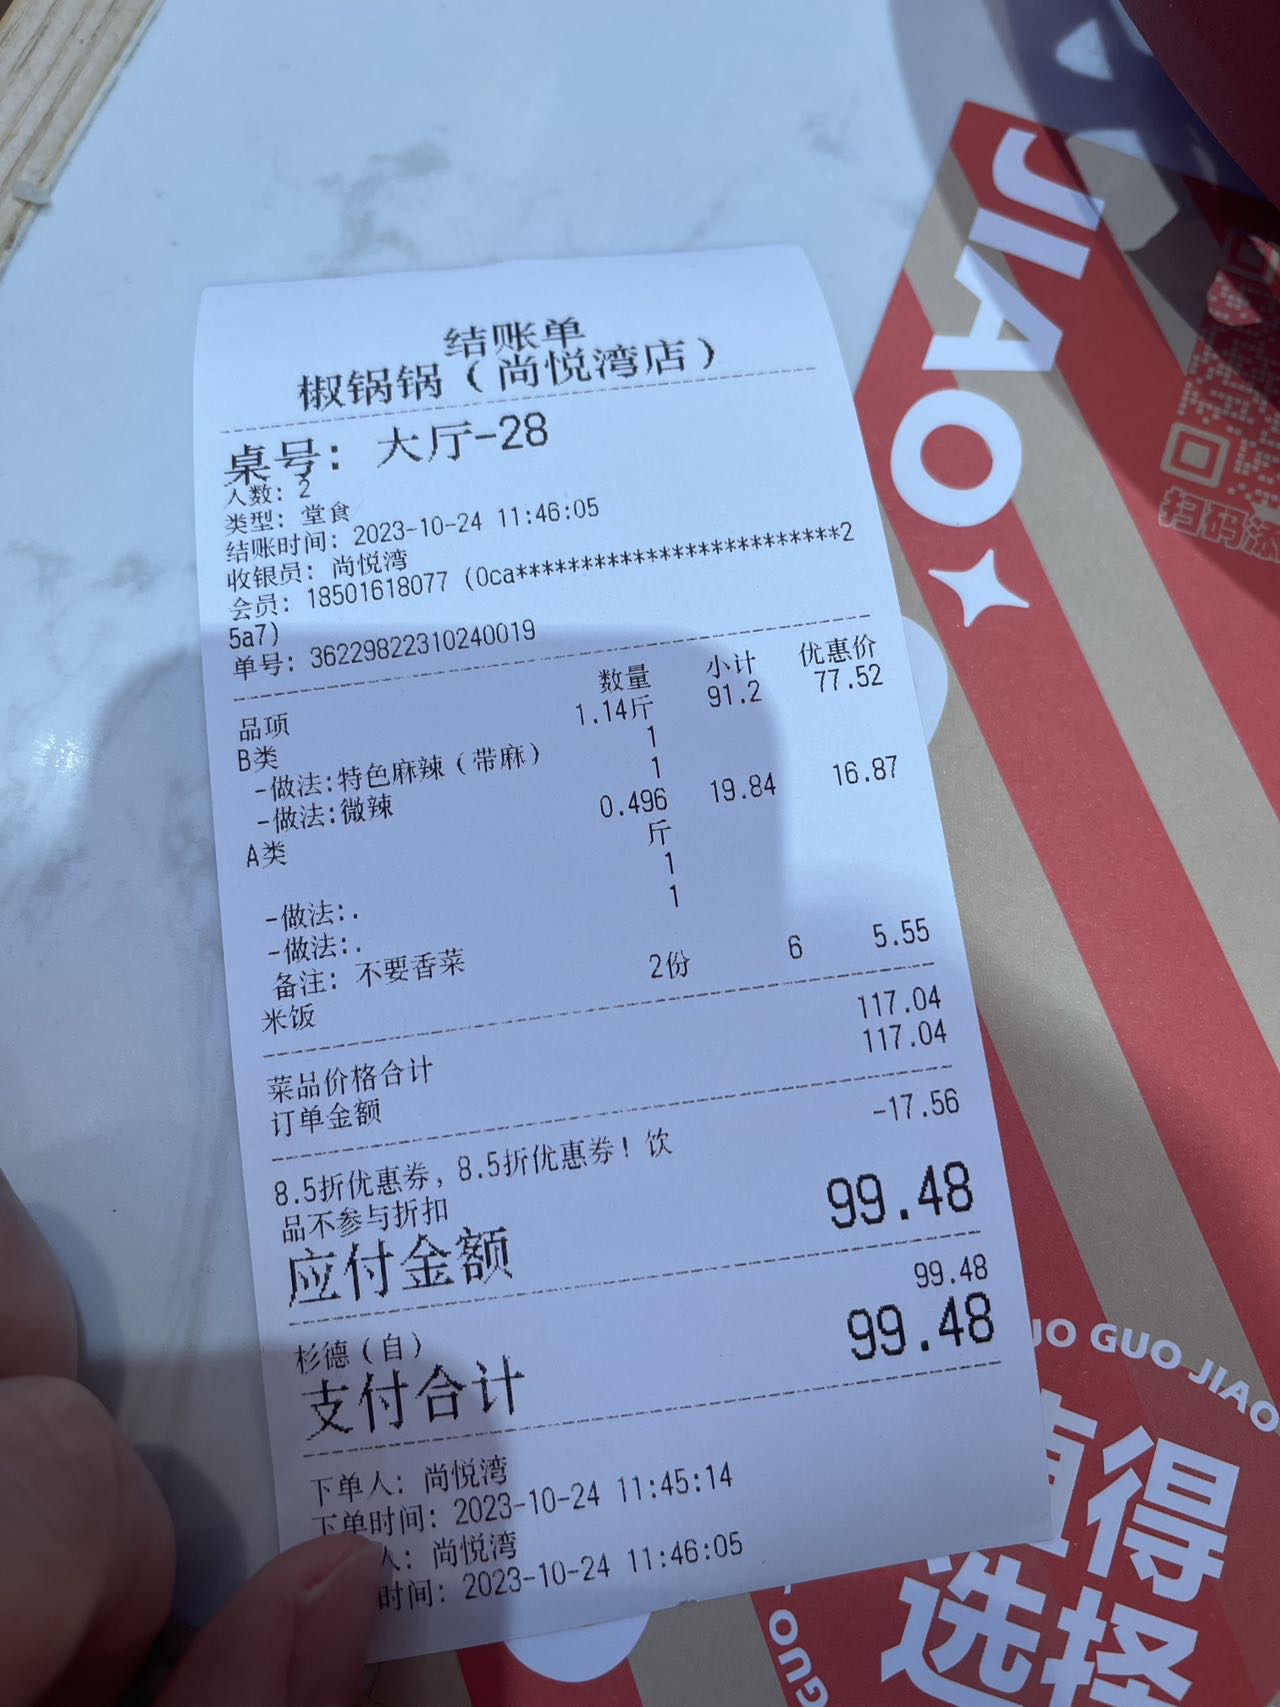 结账单
椒锅锅（尚悦湾店）
桌号：大厅-28
人数：2
类型：堂食
结账时间：2023-10-24 11:46:05
收银员：尚悦湾
会员：18501618077 (0ca*************************2
5a7)
单号：36229822310240019
品项 数量 小计 优惠价
B类 1.14斤 91.2 77.52
-做法:特色麻辣（带麻） 1
-做法:微辣 1
A类 0.496 19.84 16.87
斤
-做法:. 1
-做法:. 1
备注：不要香菜
米饭 2份 6 5.55
菜品价格合计 117.04
订单金额 117.04
8.5折优惠券，8.5折优惠券！饮 -17.56
品不参与折扣
应付金额 99.48
杉德（自） 99.48
支付合计 99.48
下单人：尚悦湾
下单时间：2023-10-24 11:45:14
人：尚悦湾
时间：2023-10-24 11:46:05
JIAO
扫码添
GUO JIAO
值得
选择
GUO